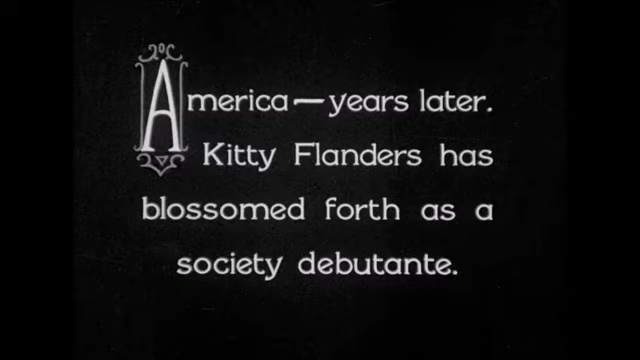 America—years later.
Kitty Flanders has
blossomed forth as a
society debutante.